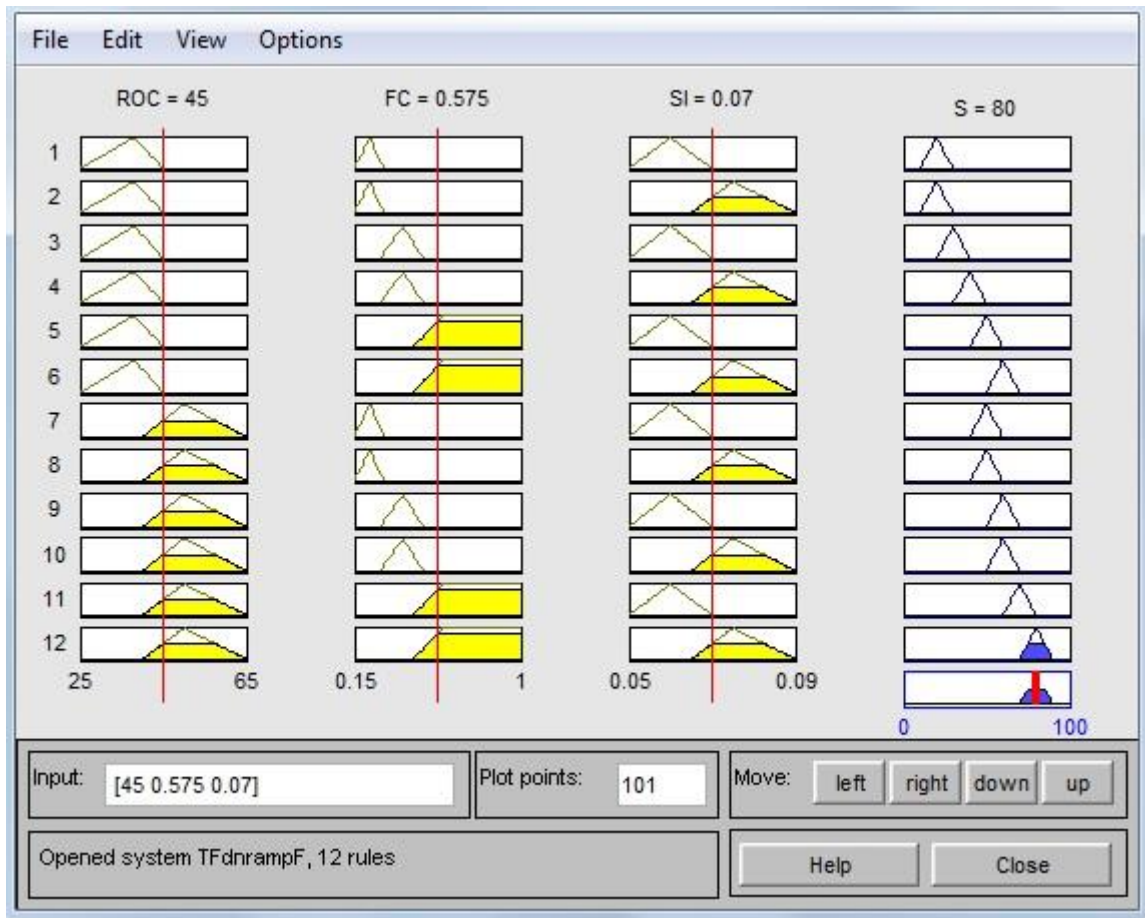 File Edit View Options
ROC = 45 FC = 0.575 SI = 0.07 S = 80
1
2
3
4
5
6
7
8
9
10
11
12
25 65 0.15 1 0.05 0.09
0 100
Input: [45 0.575 0.07] Plot points: 101 Move: left right down up
Opened system TFdnrampF, 12 rules Help Close